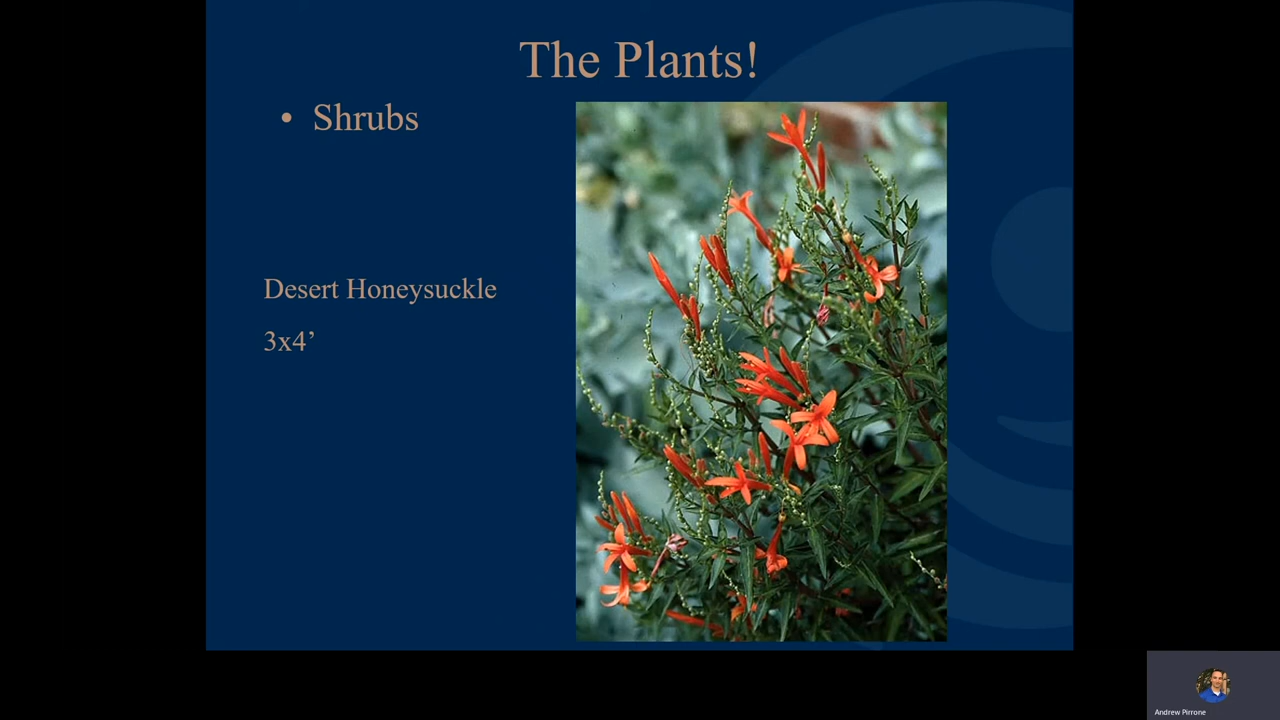 The Plants!
• Shrubs
Desert Honeysuckle
3x4’
Andrew Pirrone